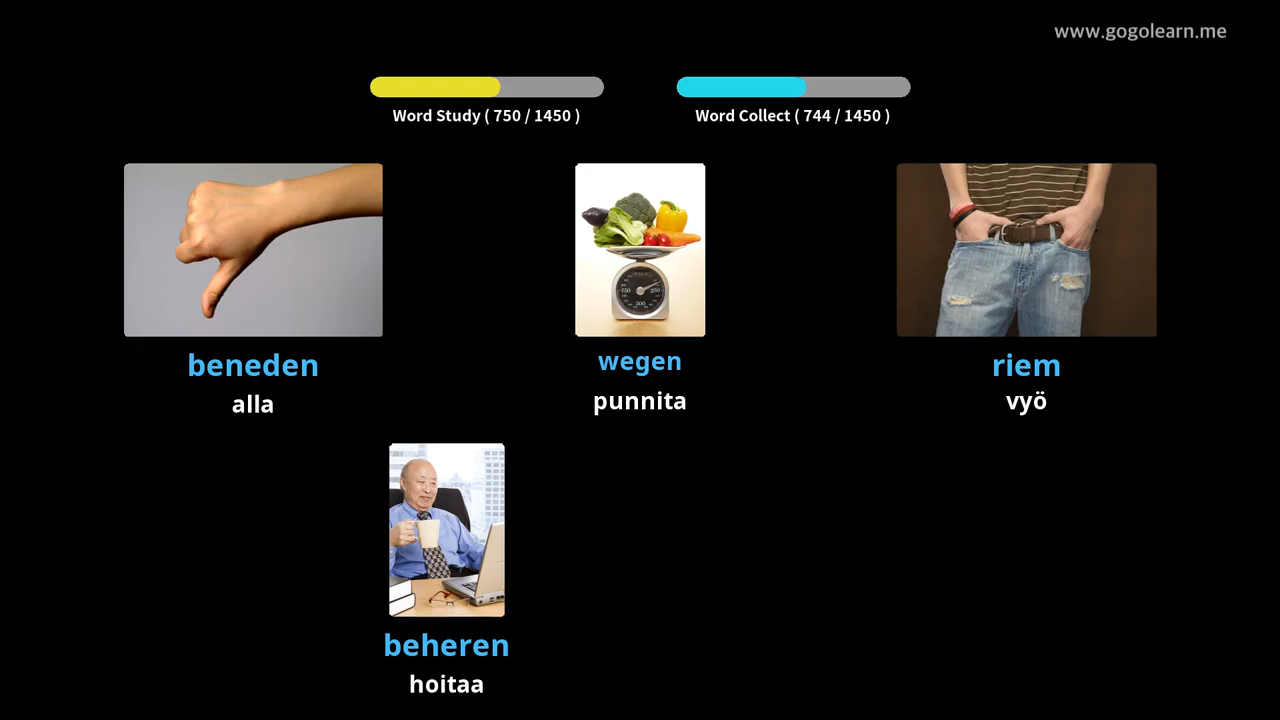 www.gogolearn.me
Word Study ( 750 / 1450 )
Word Collect ( 744 / 1450 )
beneden
alla
wegen
punnita
riem
vyö
beheren
hoitaa